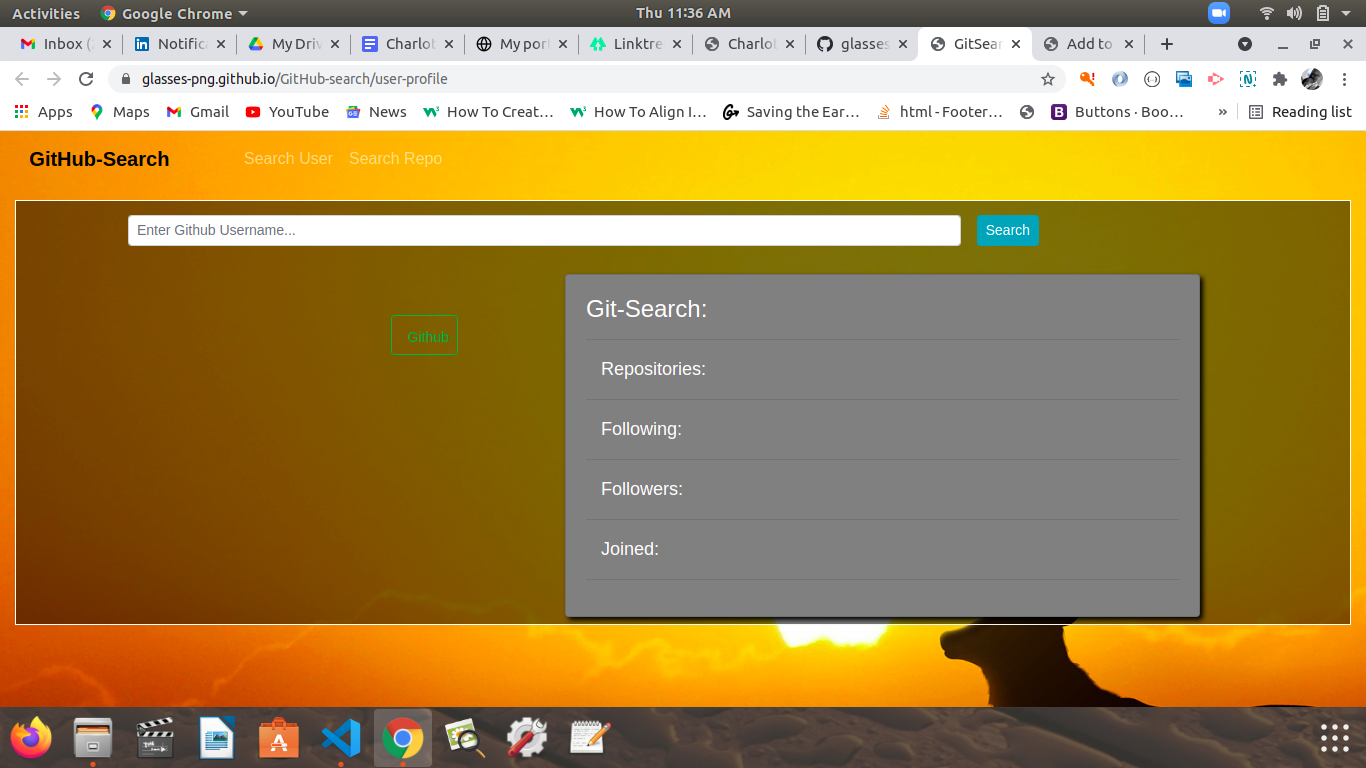 Activities Google Chrome Thu 11:36 AM
Inbox (2 Notifica My Driv Charlot My port Linktre Charlot glasses GitSear Add to
glasses-png.github.io/GitHub-search/user-profile
Apps Maps Gmail YouTube News How To Creat… How To Align I… Saving the Ear… html - Footer… Buttons · Boo… » Reading list
GitHub-Search Search User Search Repo
Enter Github Username... Search
Git-Search:
Github
Repositories:
Following:
Followers:
Joined: